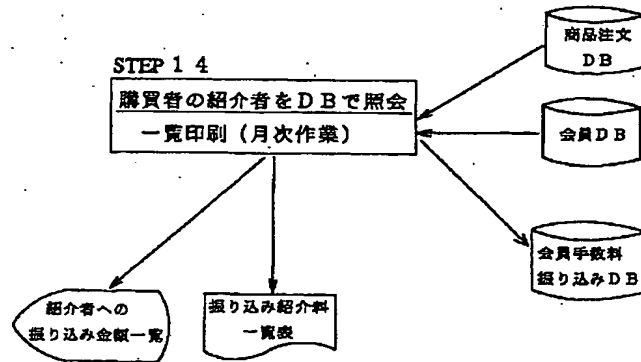 STEP 14
購買者の紹介者をDBで照会
一覧印刷(月次作業)
商品注文
DB
会員DB
会員手数料
振り込みDB
紹介者への
振り込み金額一覧
振り込み紹介料
一覧表